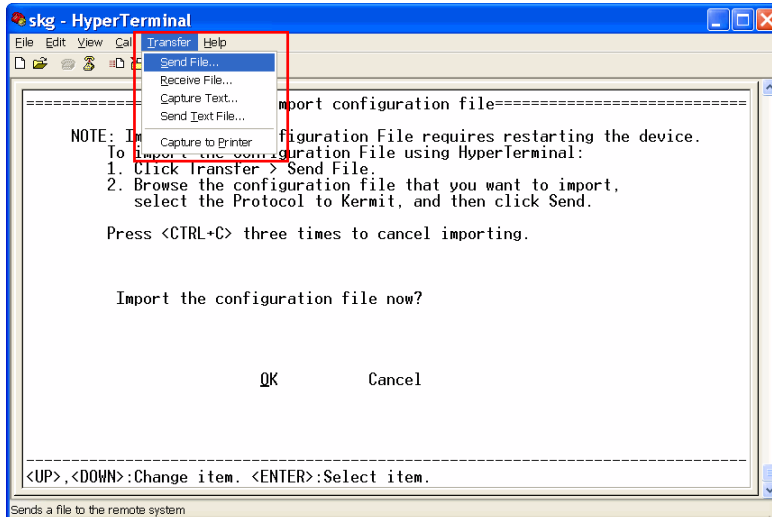 skg - HyperTerminal
File Edit View Cal Transfer Help
Send File...
Receive File...
Capture Text...
Send Text File...
Capture to Printer
========================= mport configuration file============================
NOTE: Im figuration File requires restarting the device.
To import the Configuration File using HyperTerminal:
1. Click Transfer > Send File.
2. Browse the configuration file that you want to import,
select the Protocol to Kermit, and then click Send.
Press <CTRL+C> three times to cancel importing.
Import the configuration file now?
OK Cancel
--------------------------------------------------------------------------------
<UP>,<DOWN>:Change item. <ENTER>:Select item.
Sends a file to the remote system